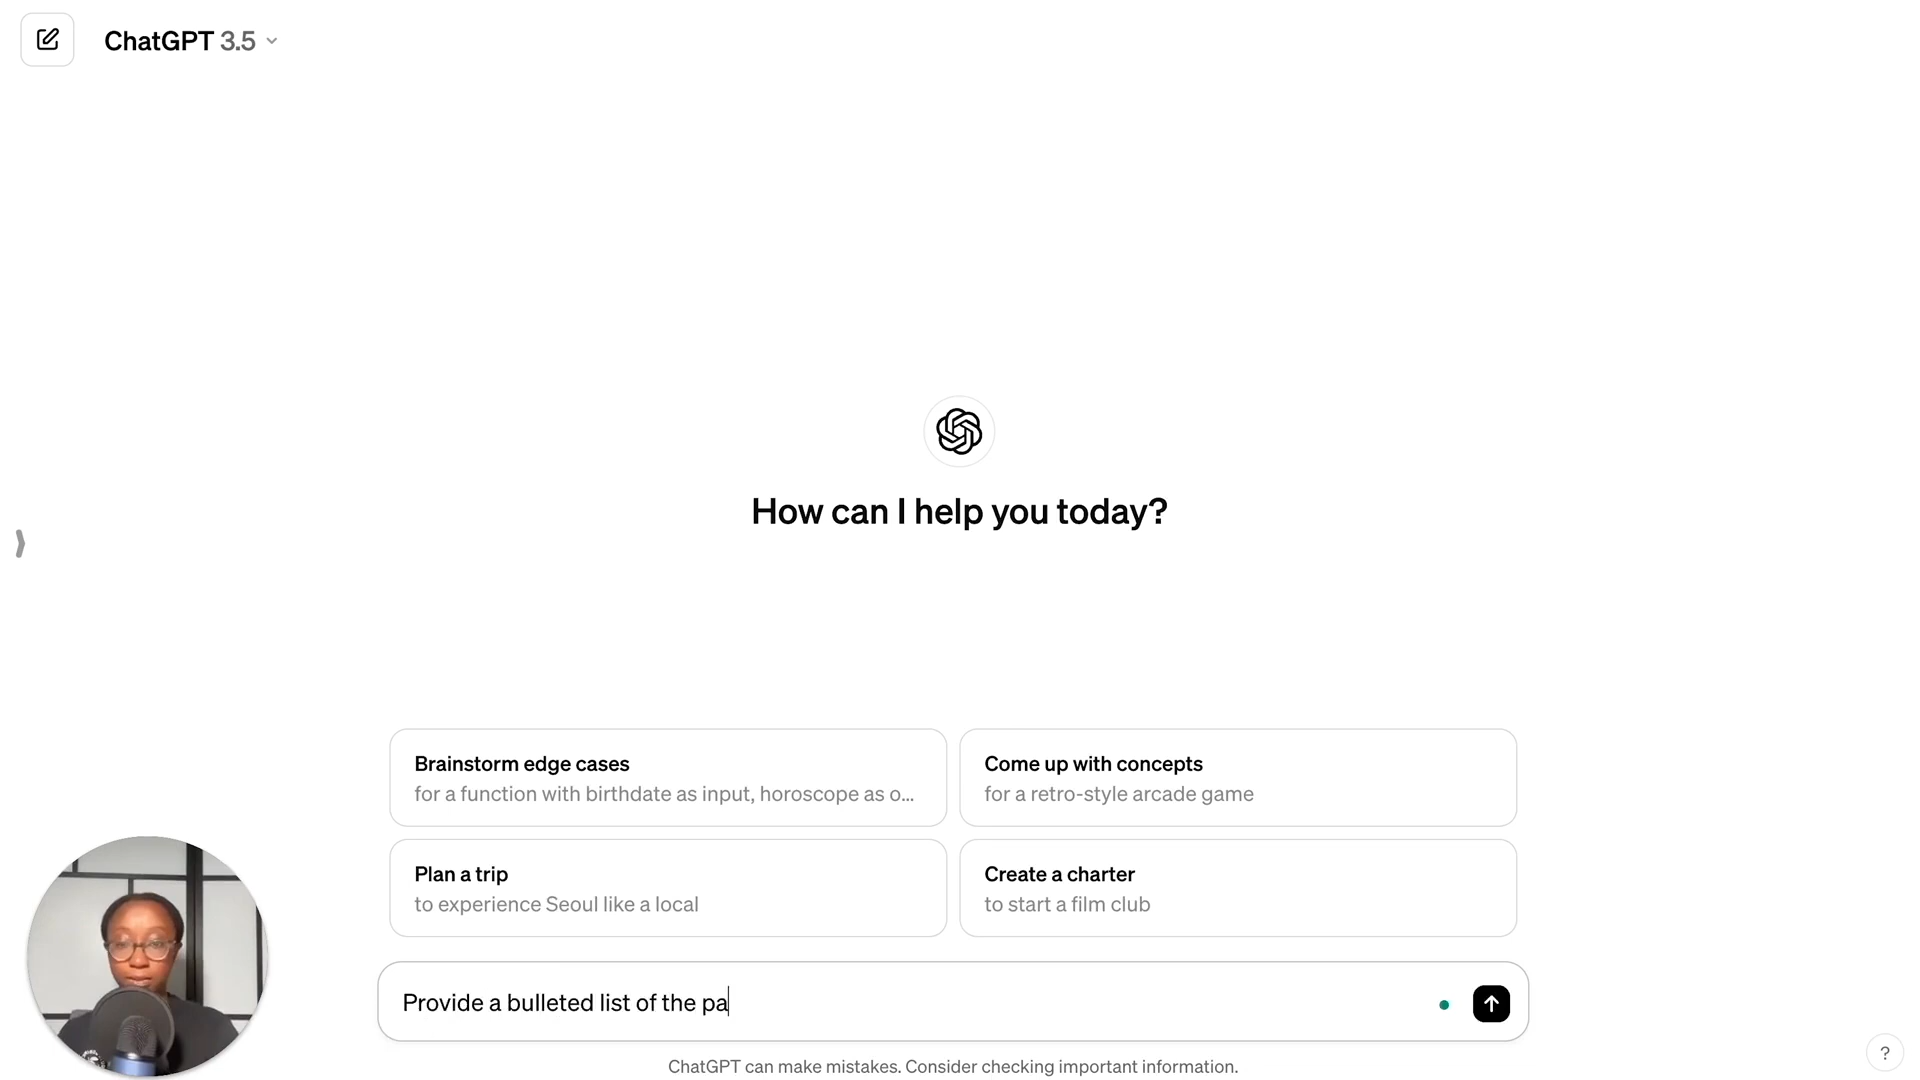 ChatGPT 3.5
How can I help you today?
Brainstorm edge cases
for a function with birthdate as input, horoscope as o...
Come up with concepts
for a retro-style arcade game
Plan a trip
to experience Seoul like a local
Create a charter
to start a film club
Provide a bulleted list of the pa
ChatGPT can make mistakes. Consider checking important information.
?